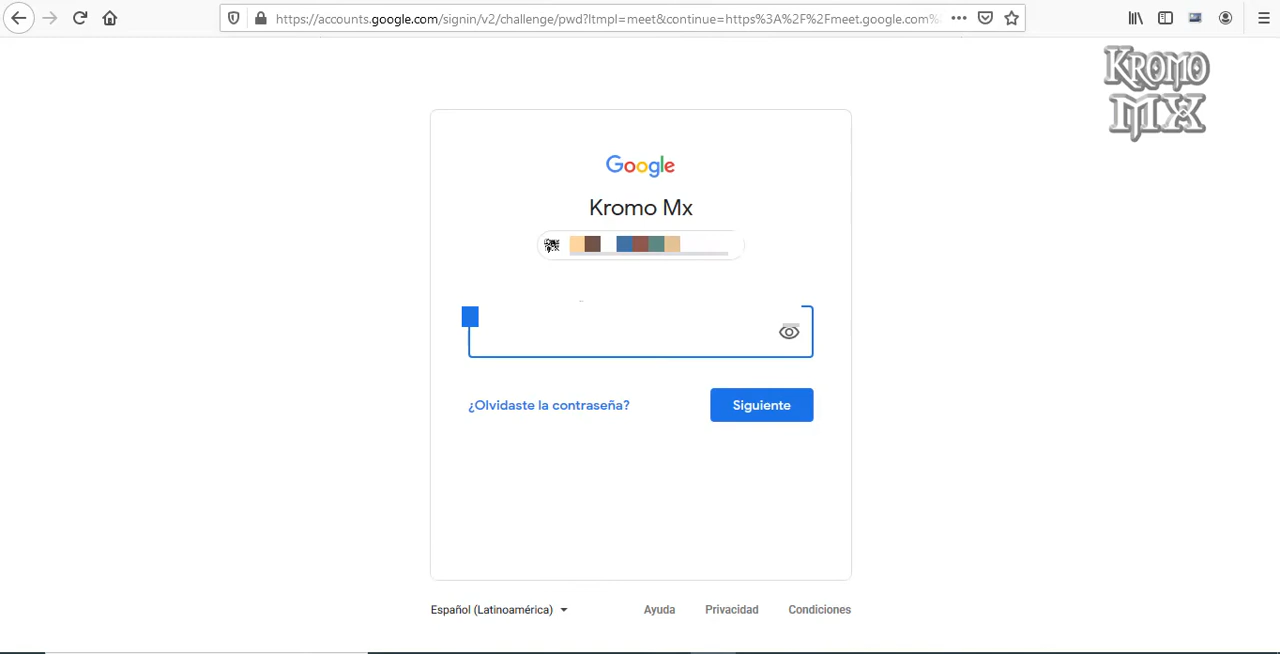 https://accounts.google.com/signin/v2/challenge/pwd?ltmpl=meet&continue=https%3A%2F%2Fmeet.google.com%
KROMO
MX
Google
Kromo Mx
¿Olvidaste la contraseña?
Siguiente
Español (Latinoamérica)
Ayuda
Privacidad
Condiciones